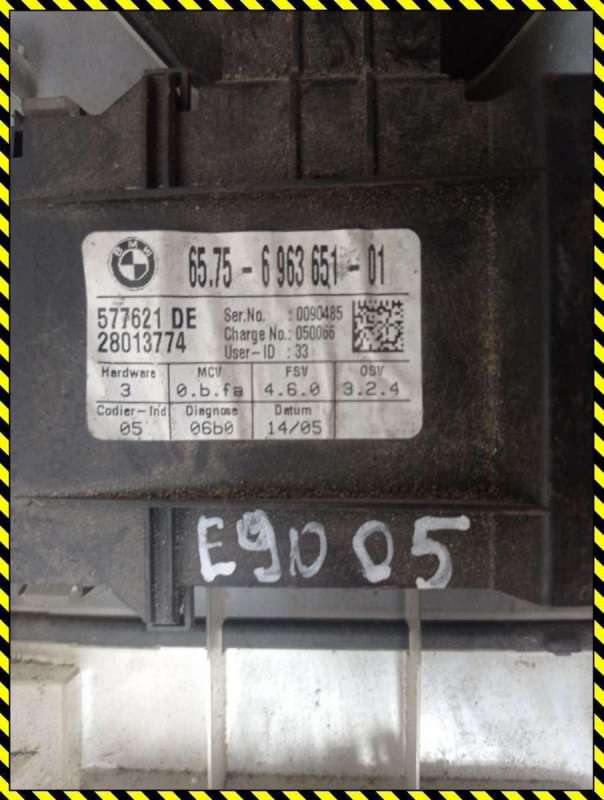 BMW
65.75 - 6 963 651 - 01
577621 DE
28013774
Ser.No. : 0090485
Charge No.: 050066
User-ID : 33
Hardware MCV FSV OSV
3 0.b.fa 4.6.0 3.2.4
Codier-Ind Diagnose Datum
05 06b0 14/05
E90 05